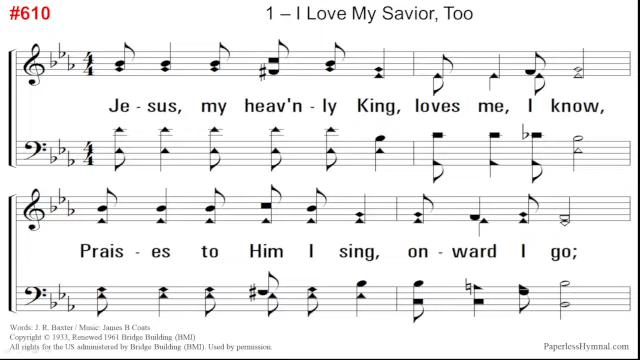 #610
1 – I Love My Savior, Too
Je - sus, my heav'n - ly King, loves me, I know,
Prais - es to Him I sing, on - ward I go;
Words: J. R. Baxter / Music: James B Coats
Copyright © 1933, Renewed 1961 Bridge Building (BMI)
All rights for the US administered by Bridge Building (BMI). Used by permission.
PaperlessHymnal.com